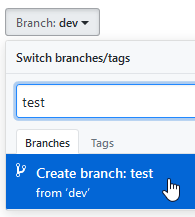 Branch: dev
Switch branches/tags
test
Branches Tags
Create branch: test
from ‘dev’